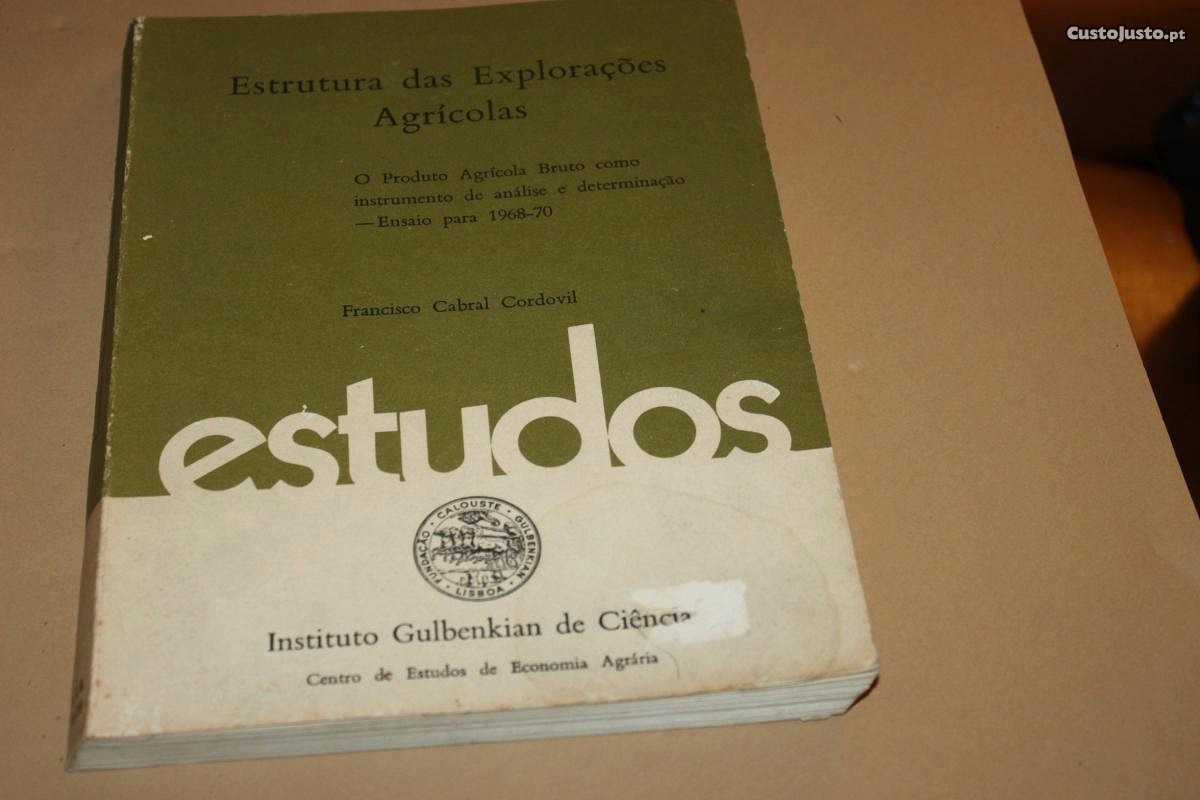 CustoJusto.pt
Estrutura das Explorações
Agrícolas
O Produto Agrícola Bruto como
instrumento de análise e determinação
—Ensaio para 1968-70
Francisco Cabral Cordovil
estudos
FUNDAÇÃO · CALOUSTE · GULBENKIAN · LISBOA ·
Instituto Gulbenkian de Ciência
Centro de Estudos de Economia Agrária